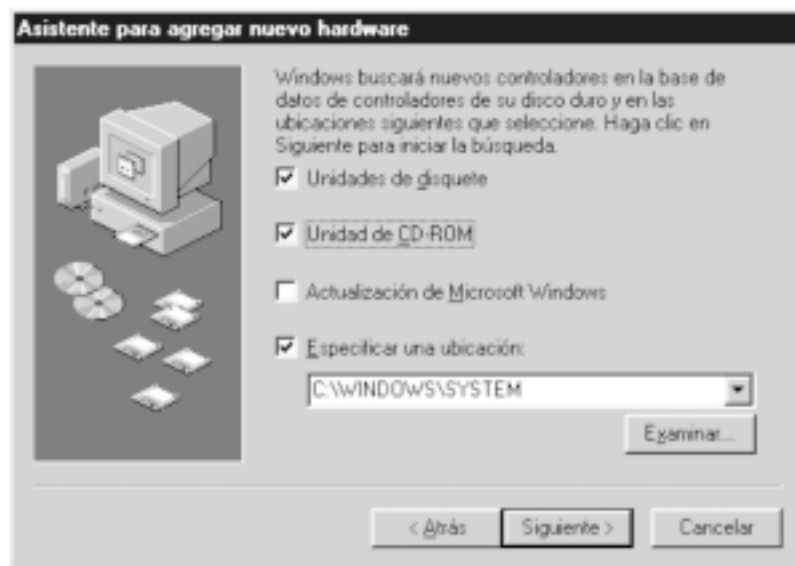 Asistente para agregar nuevo hardware
Windows buscará nuevos controladores en la base de
datos de controladores de su disco duro y en las
ubicaciones siguientes que seleccione. Haga clic en
Siguiente para iniciar la búsqueda.
Unidades de disquete
Unidad de CD-ROM
Actualización de Microsoft Windows
Especificar una ubicación:
C:\WINDOWS\SYSTEM
Examinar...
< Atrás
Siguiente >
Cancelar